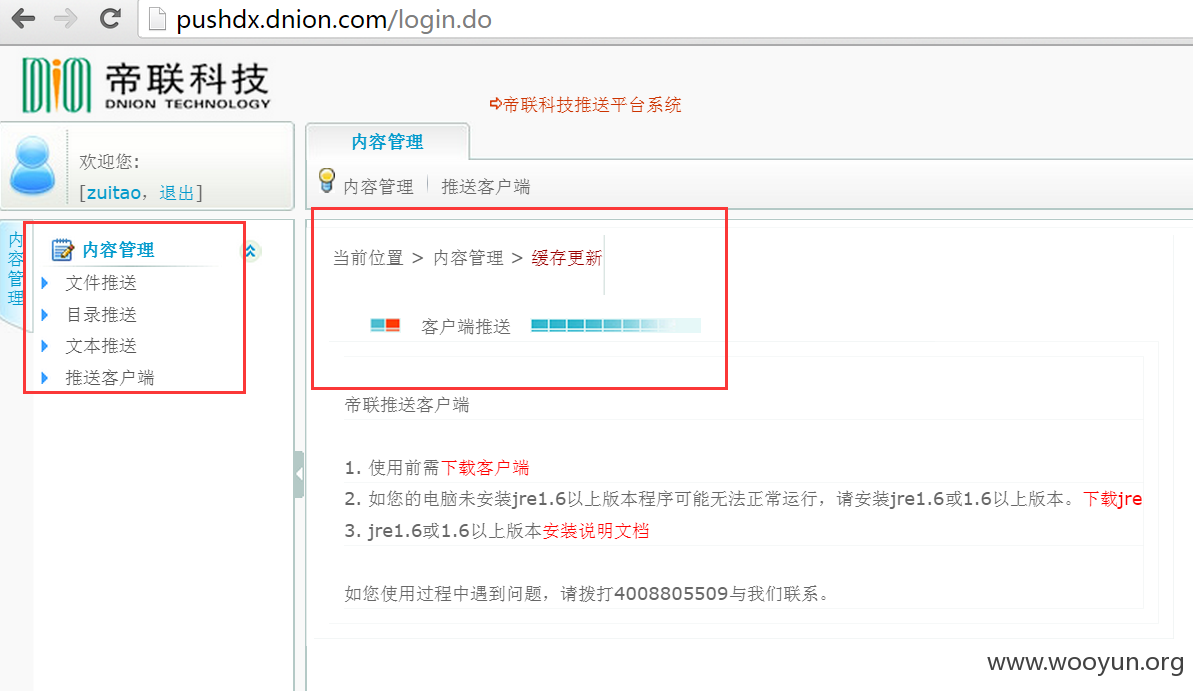 pushdx.dnion.com/login.do
DNION 帝联科技
DNION TECHNOLOGY
帝联科技推送平台系统
欢迎您:
[zuitao，退出]
内容管理
内容管理 | 推送客户端
内容管理
内容管理
文件推送
目录推送
文本推送
推送客户端
当前位置 > 内容管理 > 缓存更新
客户端推送
帝联推送客户端
1. 使用前需下载客户端
2. 如您的电脑未安装jre1.6以上版本程序可能无法正常运行，请安装jre1.6或1.6以上版本。下载jre
3. jre1.6或1.6以上版本安装说明文档
如您使用过程中遇到问题，请拨打4008805509与我们联系。
www.wooyun.org